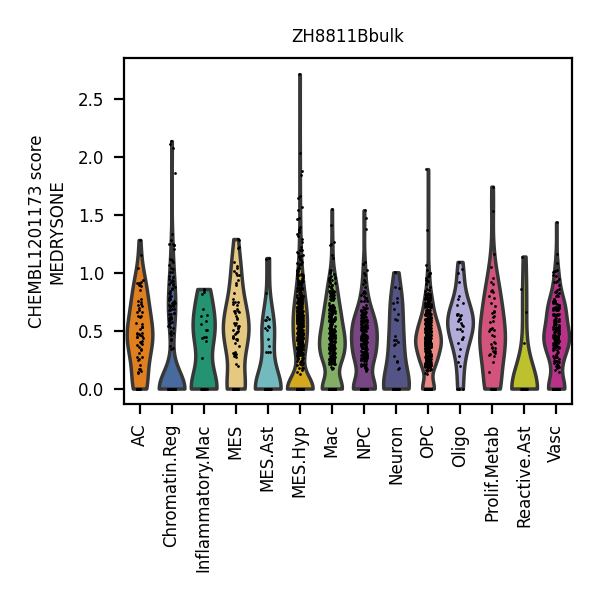 ZH8811Bbulk
CHEMBL1201173 score
MEDRYSONE
2.5
2.0
1.5
1.0
0.5
0.0
AC
Chromatin.Reg
Inflammatory.Mac
MES
MES.Ast
MES.Hyp
Mac
NPC
Neuron
OPC
Oligo
Prolif.Metab
Reactive.Ast
Vasc